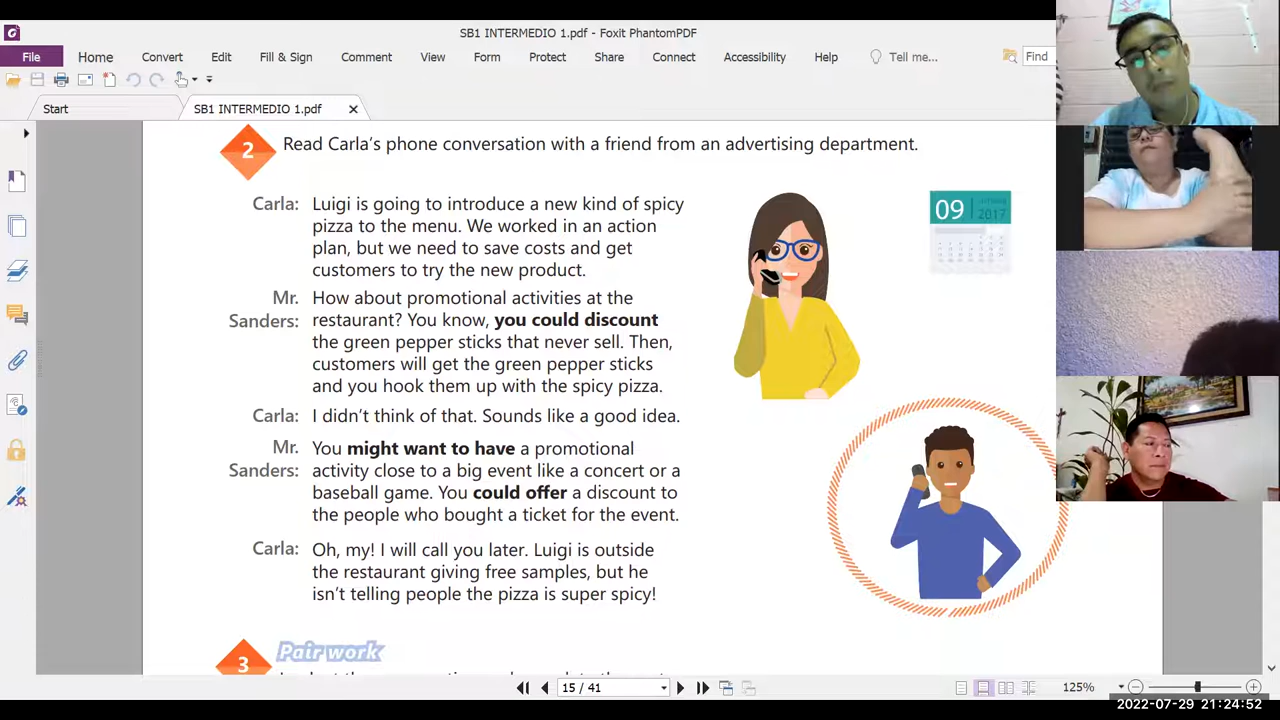 SB1 INTERMEDIO 1.pdf - Foxit PhantomPDF
File Home Convert Edit Fill & Sign Comment View Form Protect Share Connect Accessibility Help Tell me... Find
Start SB1 INTERMEDIO 1.pdf
2 Read Carla's phone conversation with a friend from an advertising department.
Carla: Luigi is going to introduce a new kind of spicy
pizza to the menu. We worked in an action
plan, but we need to save costs and get
customers to try the new product.
Mr. How about promotional activities at the
Sanders: restaurant? You know, you could discount
the green pepper sticks that never sell. Then,
customers will get the green pepper sticks
and you hook them up with the spicy pizza.
Carla: I didn't think of that. Sounds like a good idea.
Mr. You might want to have a promotional
Sanders: activity close to a big event like a concert or a
baseball game. You could offer a discount to
the people who bought a ticket for the event.
Carla: Oh, my! I will call you later. Luigi is outside
the restaurant giving free samples, but he
isn't telling people the pizza is super spicy!
09
2017
3 Pair work
15 / 41
125%
2022-07-29 21:24:52